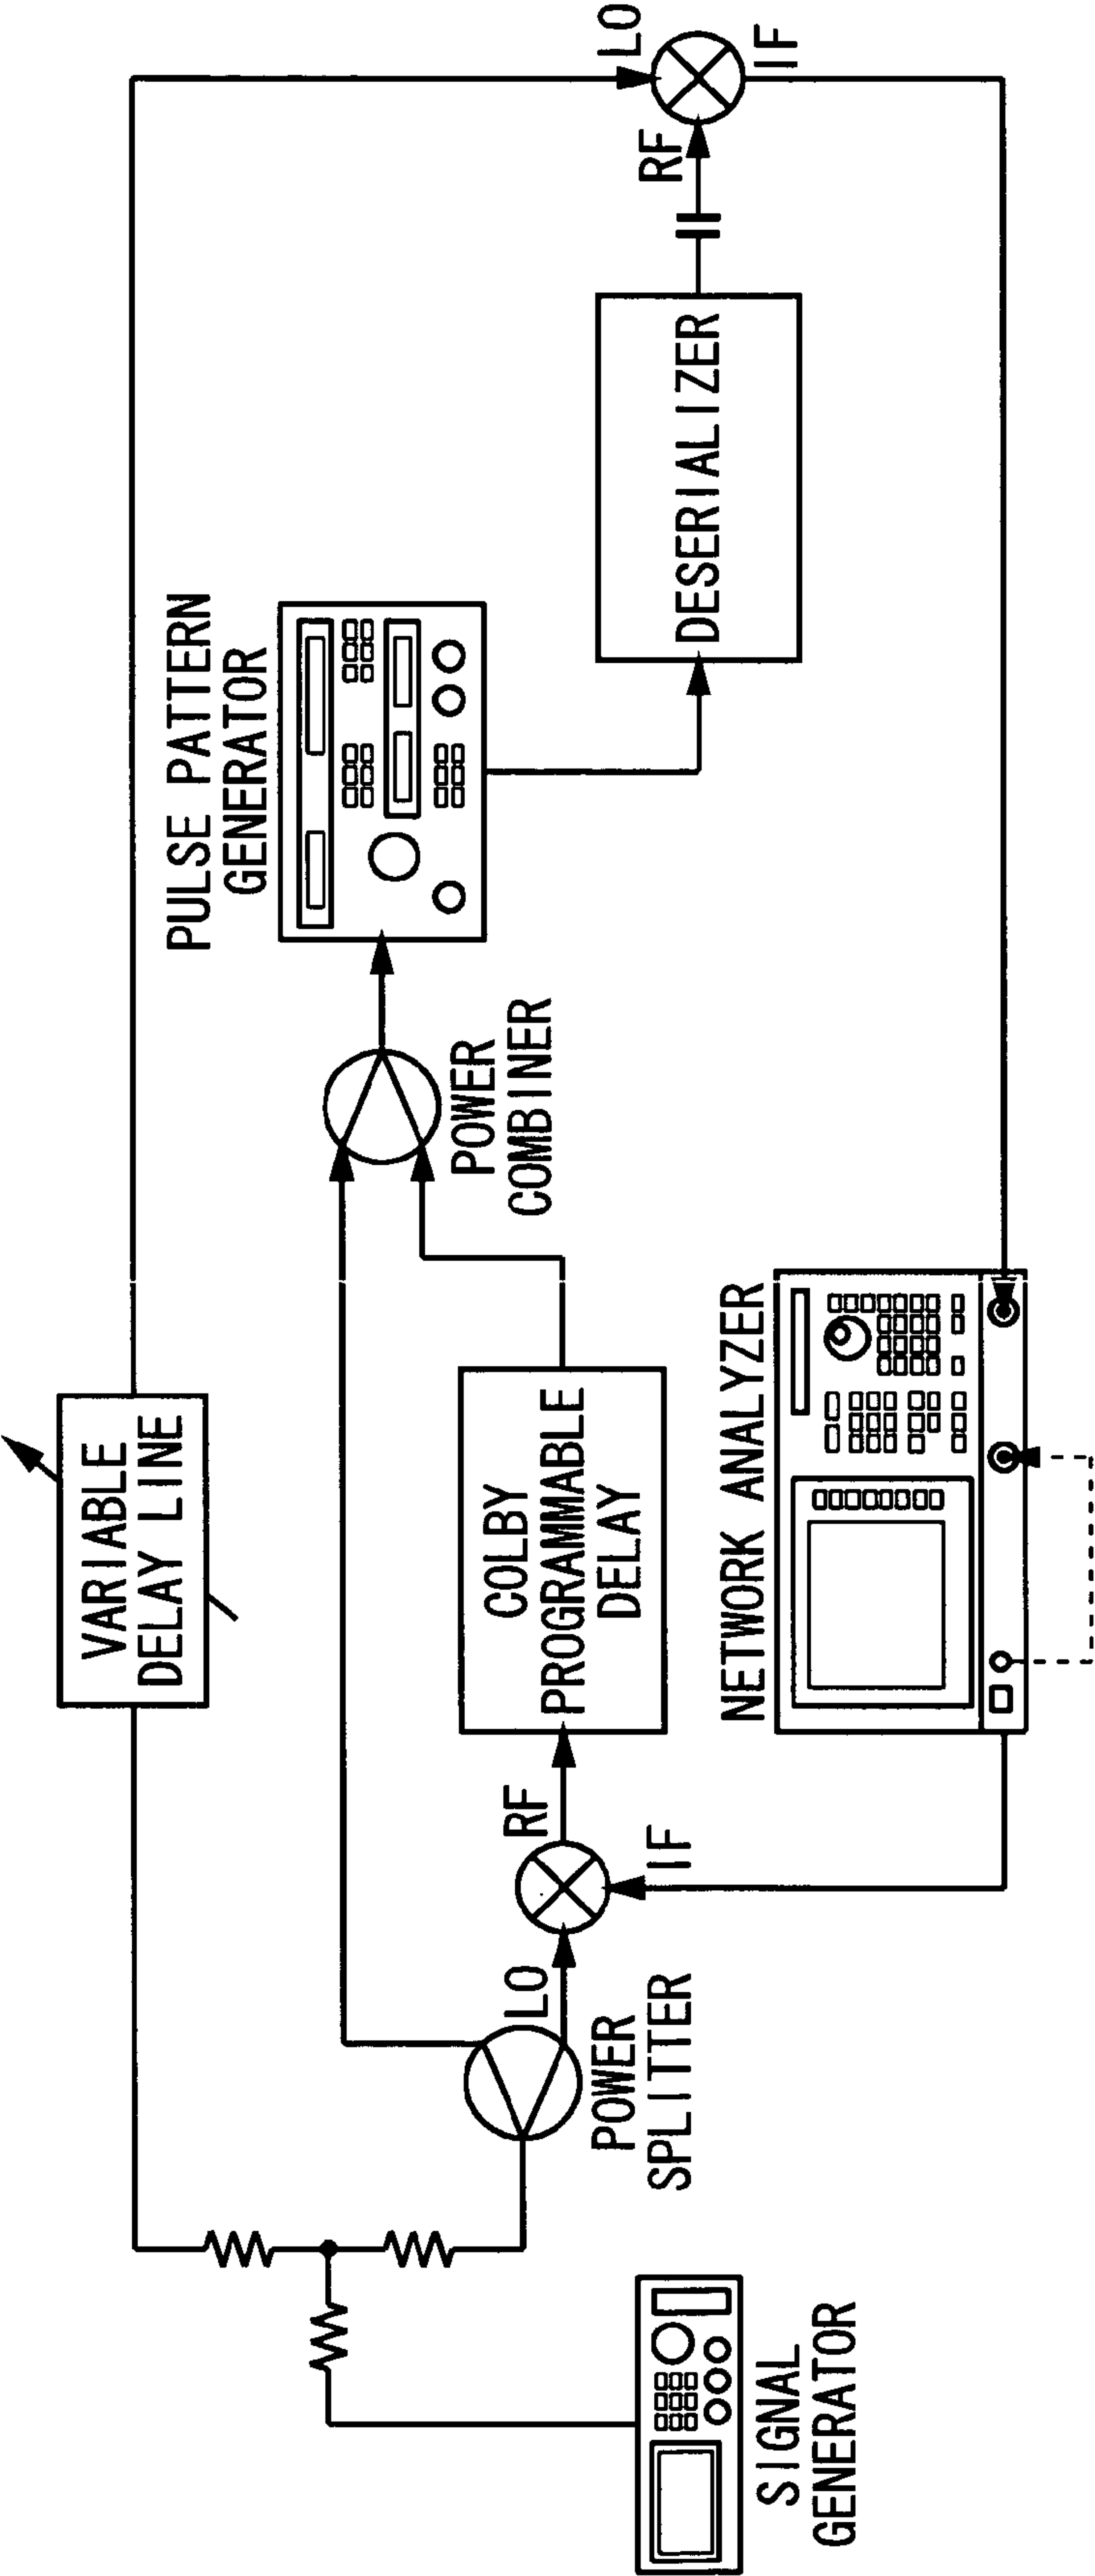 VARIABLE
DELAY LINE
PULSE PATTERN
GENERATOR
LO
RF
IF
POWER
COMBINER
DESERIALIZER
COLBY
PROGRAMMABLE
DELAY
LO
RF
IF
POWER
SPLITTER
NETWORK ANALYZER
SIGNAL
GENERATOR